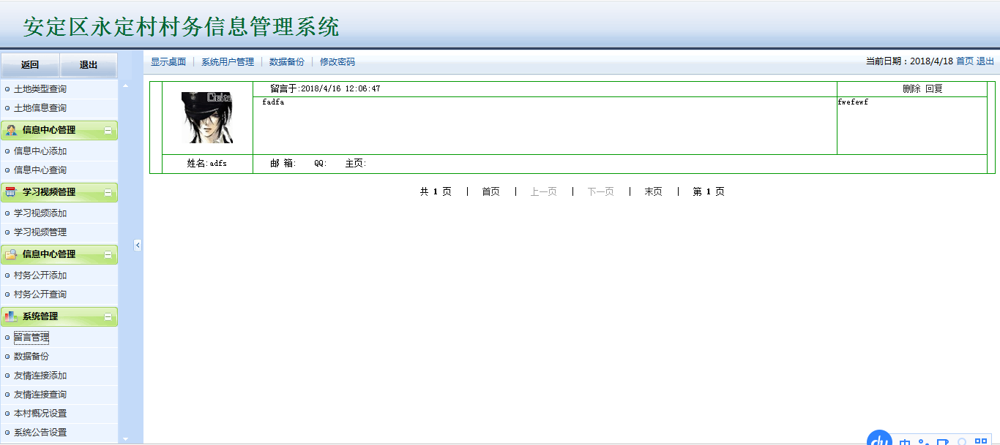 安定区永定村村务信息管理系统
返回 退出
显示桌面 | 系统用户管理 | 数据备份 | 修改密码
当前日期：2018/4/18 首页 退出
土地类型查询
土地信息查询
信息中心管理
信息中心添加
信息中心查询
学习视频管理
学习视频添加
学习视频管理
信息中心管理
村务公开添加
村务公开查询
系统管理
留言管理
数据备份
友情连接添加
友情连接查询
本村概况设置
系统公告设置
留言于:2018/4/16 12:06:47
删除 回复
fadfa
fwefewf
姓名:adfs
邮 箱: QQ: 主页:
共 1 页 | 首页 | 上一页 | 下一页 | 末页 | 第 1 页
du 中